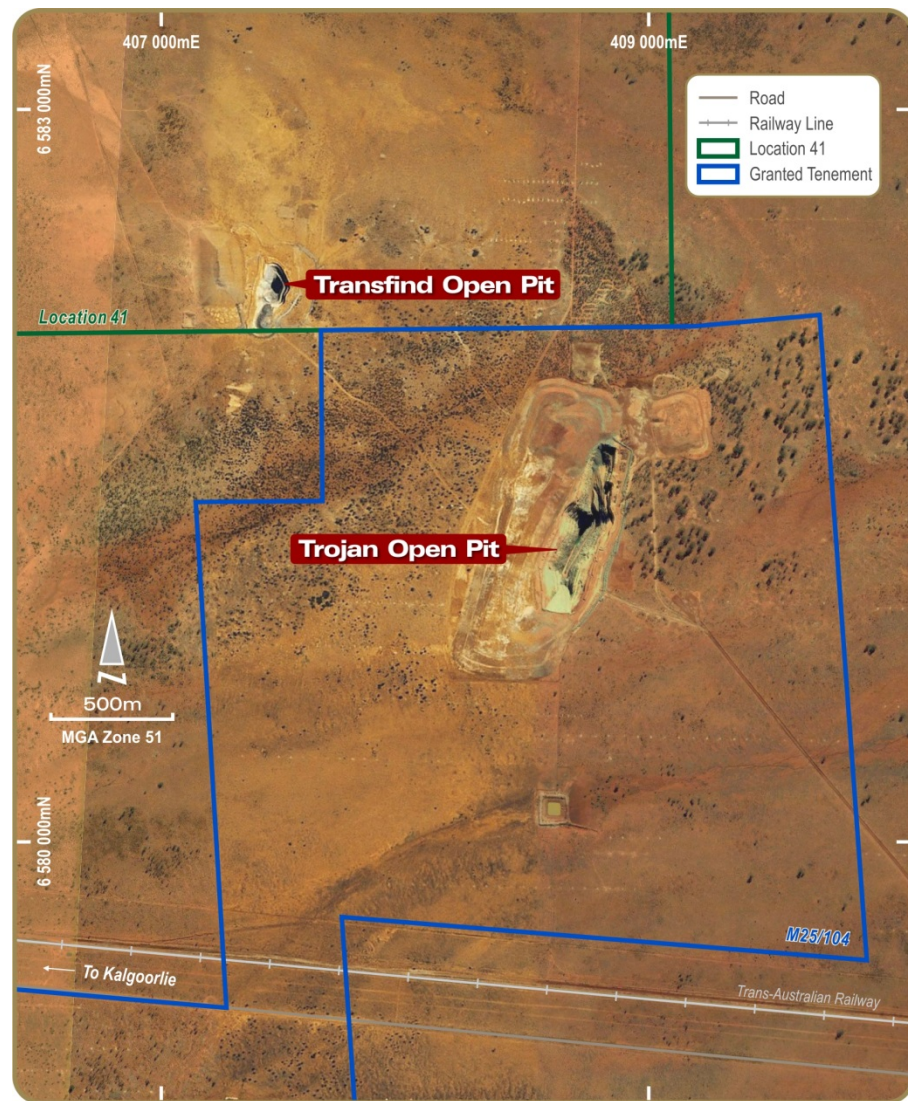 407 000mE
409 000mE
6 583 000mN
Road
Railway Line
Location 41
Granted Tenement
Transfind Open Pit
Location 41
Trojan Open Pit
N
500m
MGA Zone 51
6 580 000mN
M25/104
To Kalgoorlie
Trans-Australian Railway